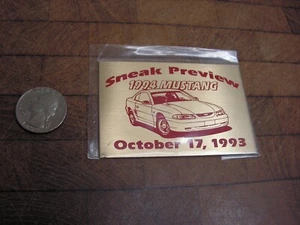 Sneak Preview
1994 MUSTANG
October 17, 1993